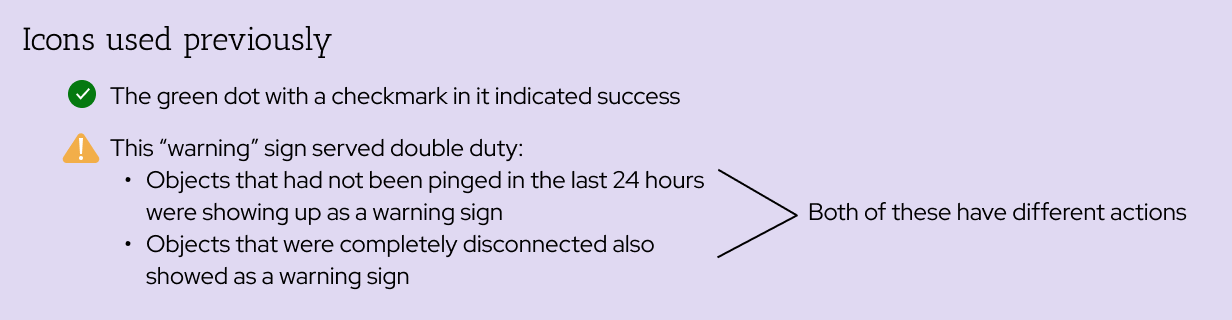 Icons used previously
The green dot with a checkmark in it indicated success
This “warning” sign served double duty:
• Objects that had not been pinged in the last 24 hours
were showing up as a warning sign
• Objects that were completely disconnected also
showed as a warning sign
Both of these have different actions